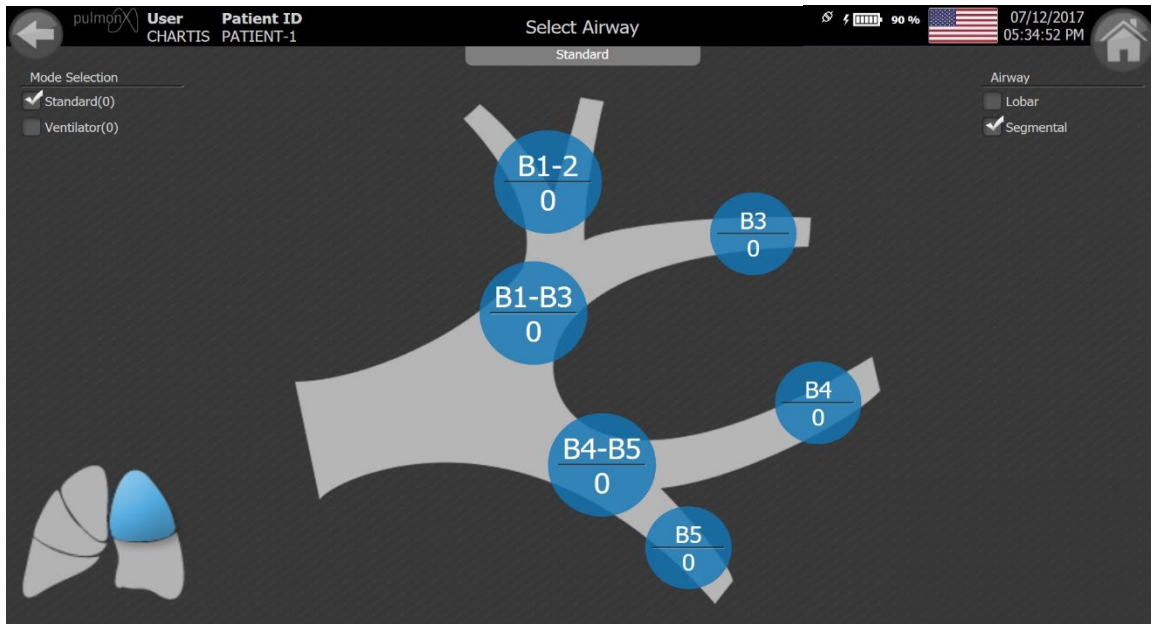 pulmonx
User Patient ID
CHARTIS PATIENT-1
Select Airway
90 %
07/12/2017
05:34:52 PM
Standard
Mode Selection
Standard(0)
Ventilator(0)
Airway
Lobar
Segmental
B1-2
0
B3
0
B1-B3
0
B4
0
B4-B5
0
B5
0